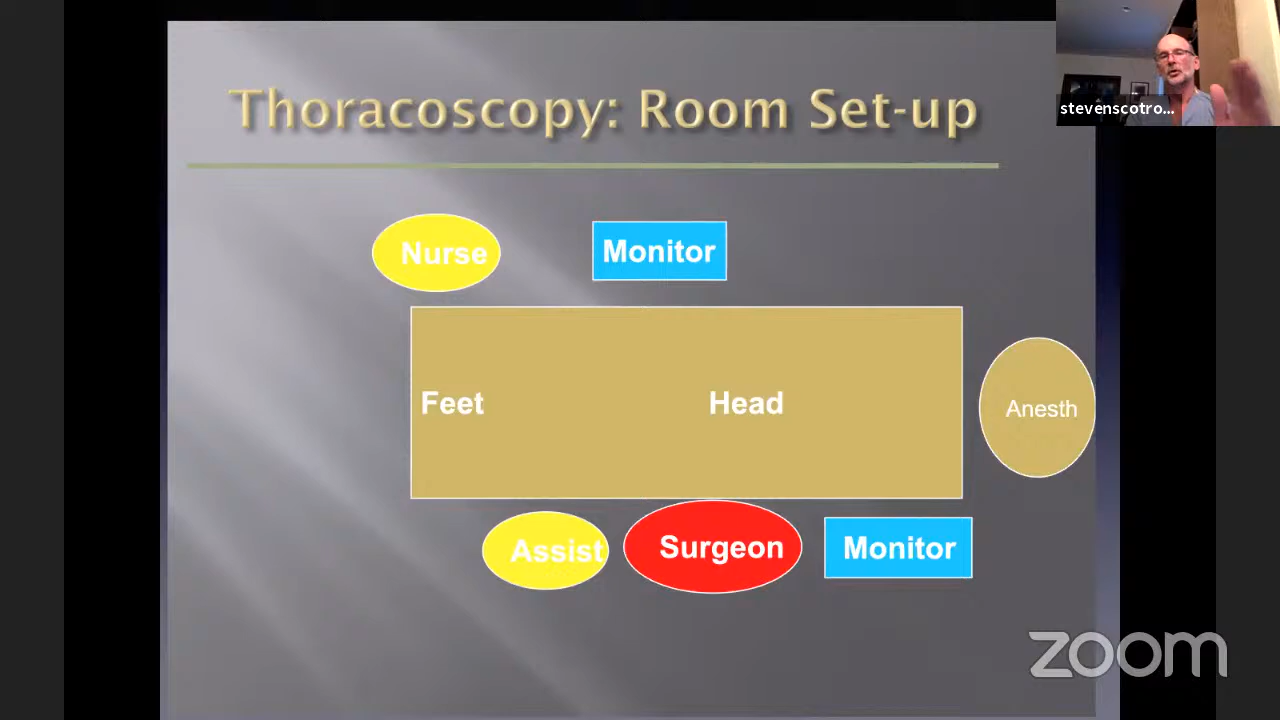 Thoracoscopy: Room Set-up
stevenscotro...
Nurse
Monitor
Feet
Head
Anesth
Assist
Surgeon
Monitor
zoom